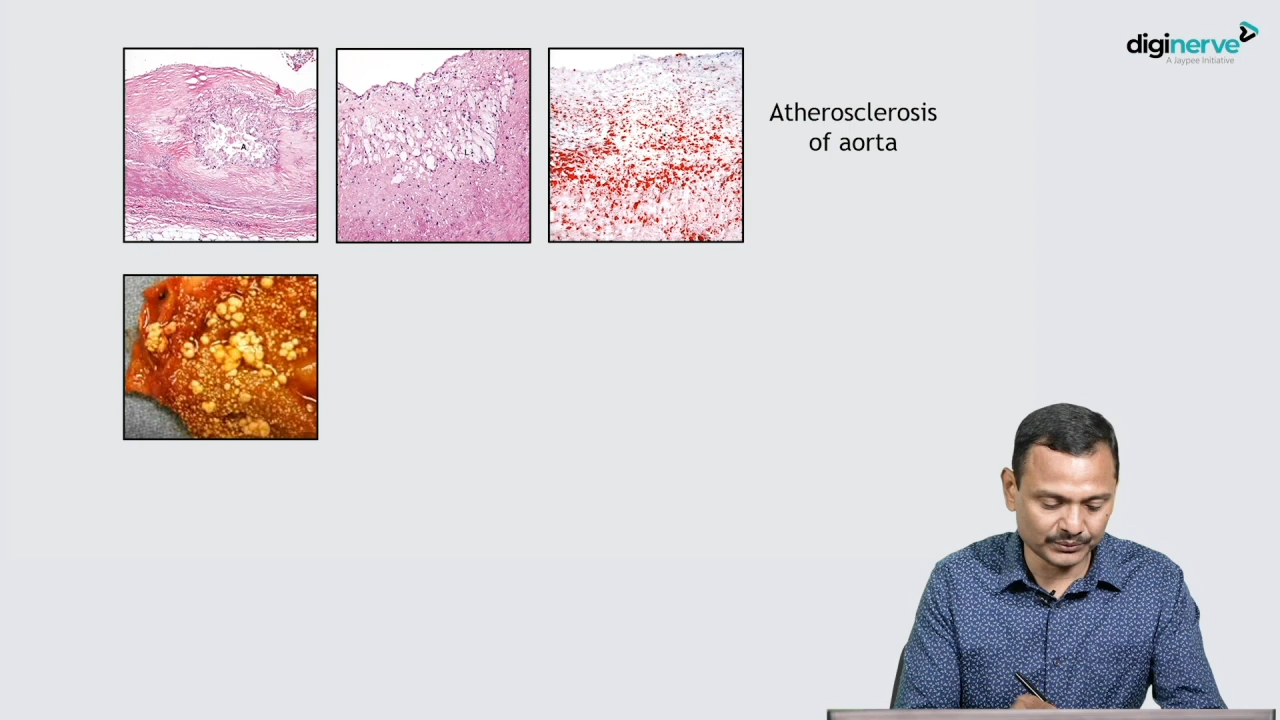 diginerve
A Jaypee Initiative
Atherosclerosis
of aorta
A